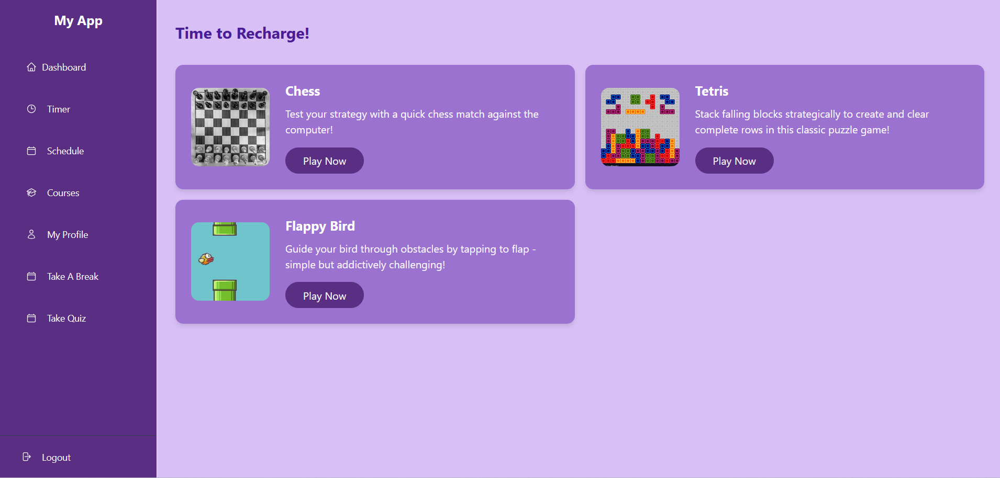 My App
Dashboard
Timer
Schedule
Courses
My Profile
Take A Break
Take Quiz
Logout
Time to Recharge!
Chess
Test your strategy with a quick chess match against the
computer!
Play Now
Tetris
Stack falling blocks strategically to create and clear
complete rows in this classic puzzle game!
Play Now
Flappy Bird
Guide your bird through obstacles by tapping to flap -
simple but addictively challenging!
Play Now